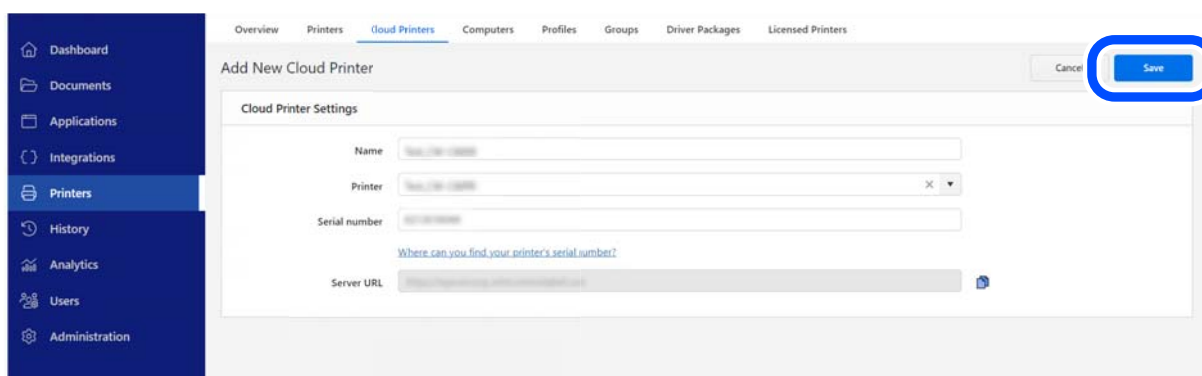 Overview Printers Cloud Printers Computers Profiles Groups Driver Packages Licensed Printers
Dashboard
Documents
Applications
Integrations
Printers
History
Analytics
Users
Administration
Add New Cloud Printer
Cancel
Save
Cloud Printer Settings
Name
Printer
Serial number
Where can you find your printer's serial number?
Server URL